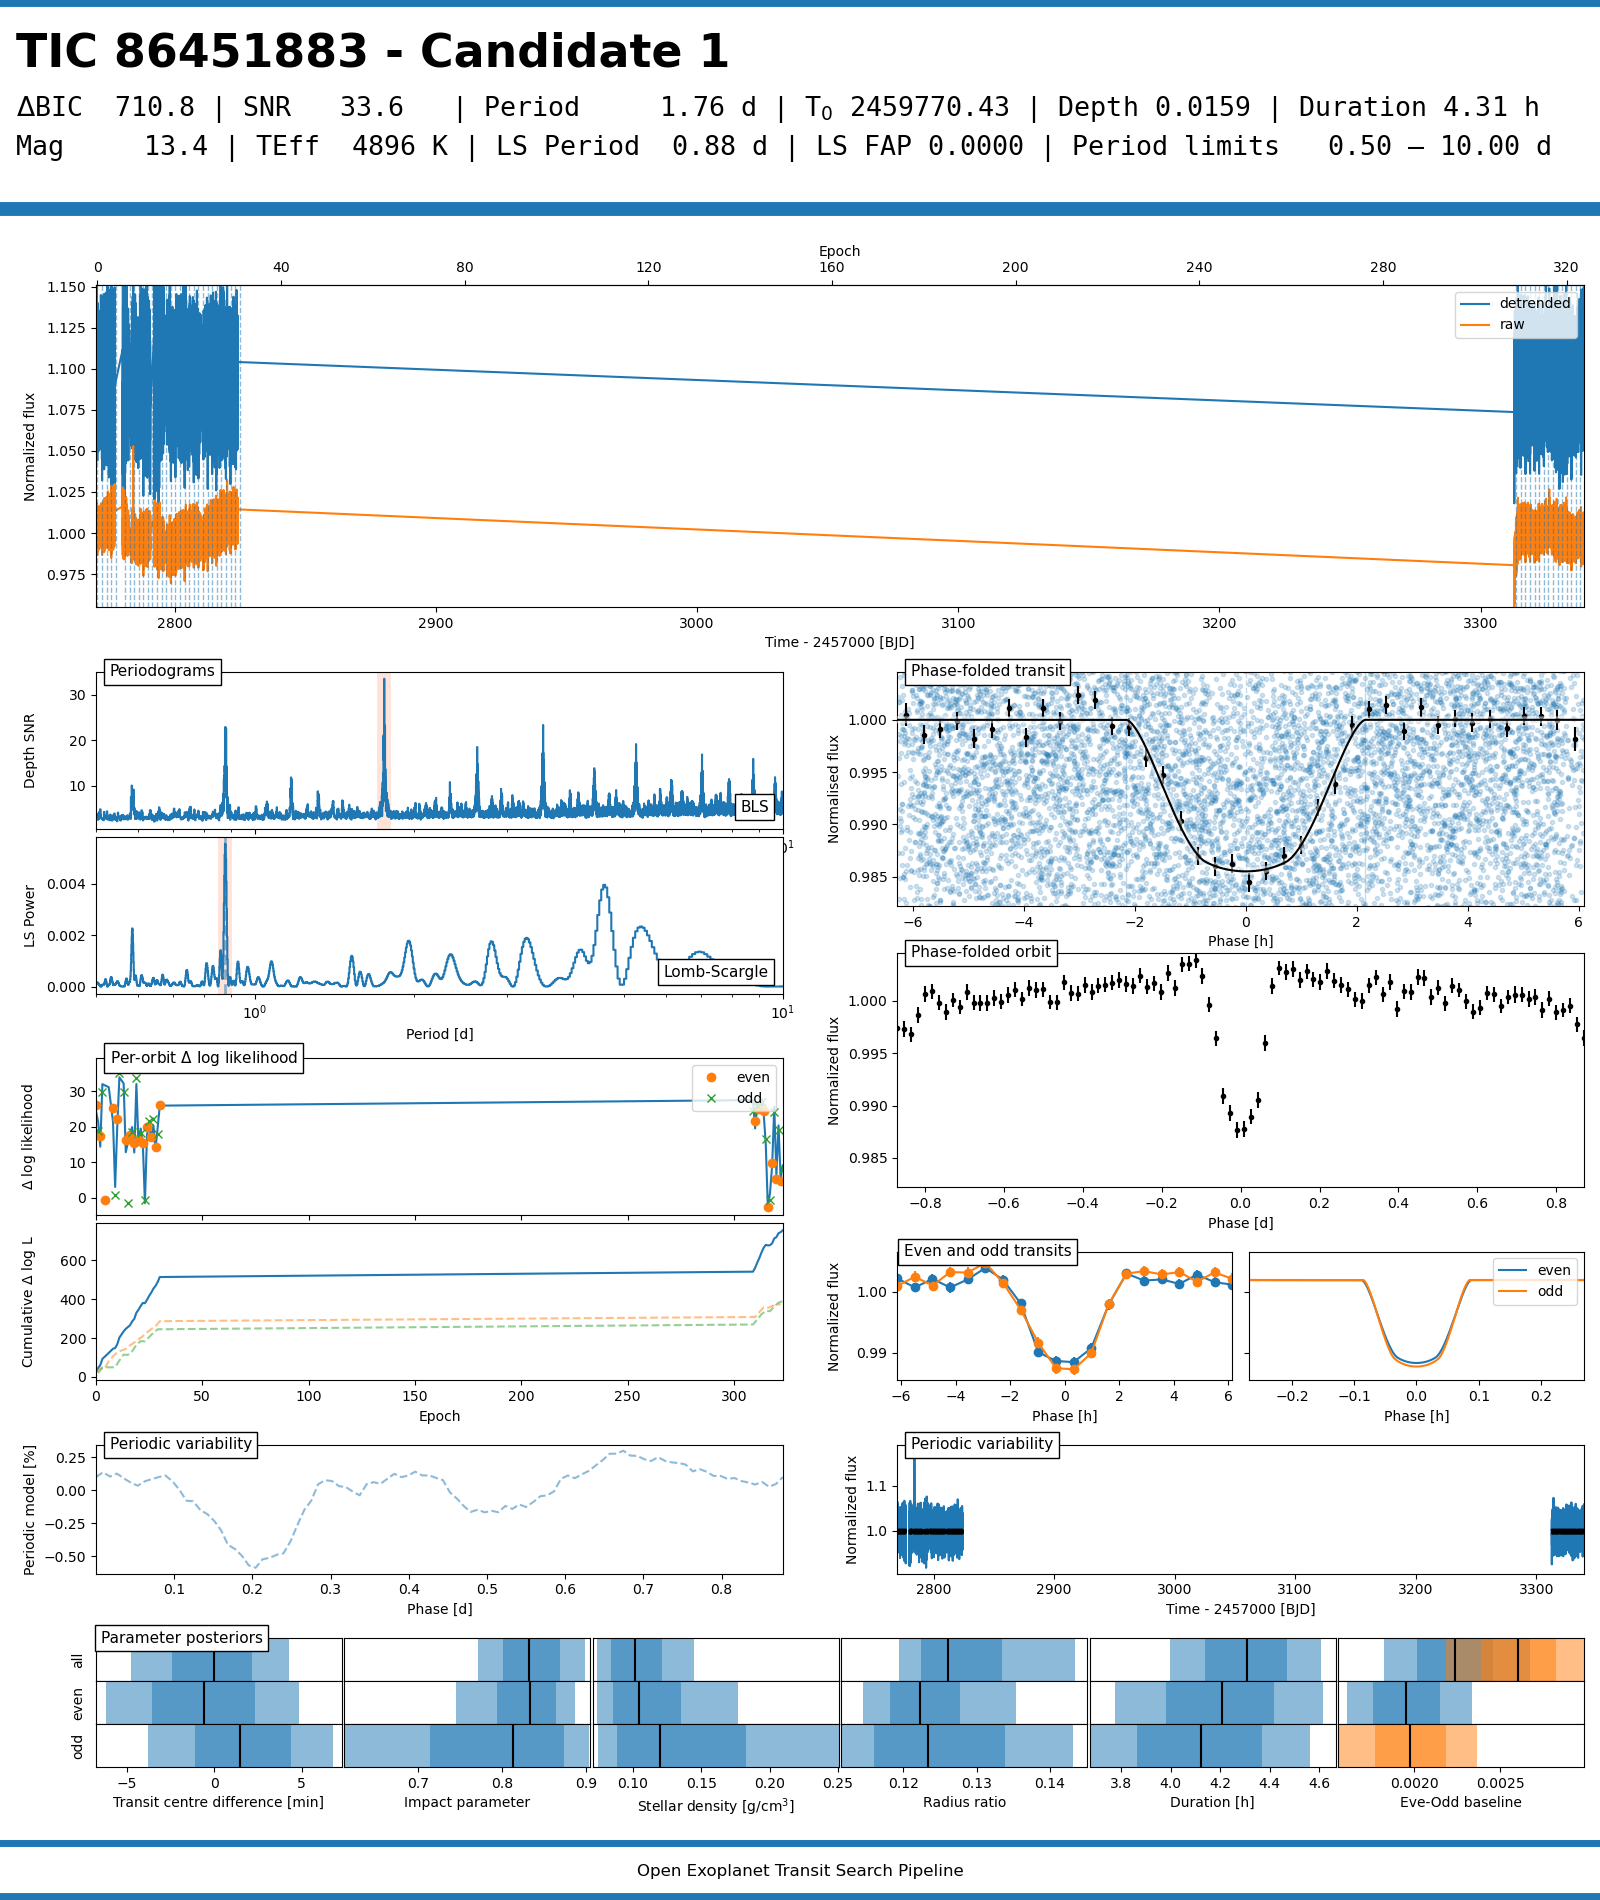 TIC 86451883 - Candidate 1
ΔBIC 710.8 | SNR 33.6 | Period 1.76 d | T0 2459770.43 | Depth 0.0159 | Duration 4.31 h
Mag 13.4 | TEff 4896 K | LS Period 0.88 d | LS FAP 0.0000 | Period limits 0.50 — 10.00 d
Epoch
0 40 80 120 160 200 240 280 320
1.150
1.125
1.100
1.075
1.050
1.025
1.000
0.975
Normalized flux
detrended
raw
2800 2900 3000 3100 3200 3300
Time - 2457000 [BJD]
Periodograms
30
20
10
Depth SNR
BLS
0.004
0.002
0.000
LS Power
Lomb-Scargle
10^0 10^1
Period [d]
Phase-folded transit
1.000
0.995
0.990
0.985
Normalised flux
−6 −4 −2 0 2 4 6
Phase [h]
Phase-folded orbit
1.000
0.995
0.990
0.985
Normalized flux
−0.8 −0.6 −0.4 −0.2 0.0 0.2 0.4 0.6 0.8
Phase [d]
Per-orbit Δ log likelihood
30
20
10
0
Δ log likelihood
even
odd
600
400
200
0
Cumulative Δ log L
0 50 100 150 200 250 300
Epoch
Even and odd transits
1.00
0.99
Normalized flux
−6 −4 −2 0 2 4 6
Phase [h]
even
odd
−0.2 −0.1 0.0 0.1 0.2
Phase [h]
Periodic variability
0.25
0.00
−0.25
−0.50
Periodic model [%]
0.1 0.2 0.3 0.4 0.5 0.6 0.7 0.8
Phase [d]
Periodic variability
1.1
1.0
Normalized flux
2800 2900 3000 3100 3200 3300
Time - 2457000 [BJD]
Parameter posteriors
all
even
odd
−5 0 5
Transit centre difference [min]
0.7 0.8 0.9
Impact parameter
0.10 0.15 0.20 0.25
Stellar density [g/cm³]
0.12 0.13 0.14
Radius ratio
3.8 4.0 4.2 4.4 4.6
Duration [h]
0.0020 0.0025
Eve-Odd baseline
Open Exoplanet Transit Search Pipeline